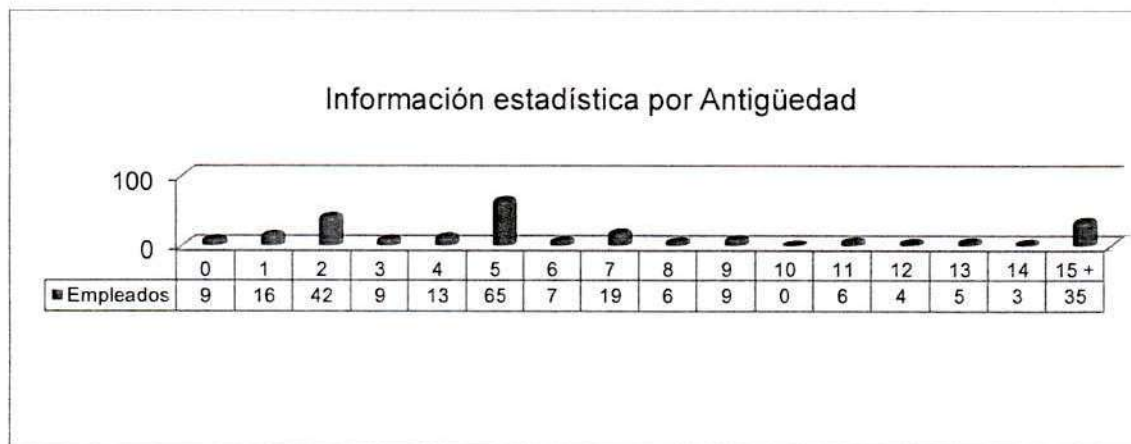 Información estadística por Antigüedad
100
0
0 1 2 3 4 5 6 7 8 9 10 11 12 13 14 15 +
Empleados 9 16 42 9 13 65 7 19 6 9 0 6 4 5 3 35